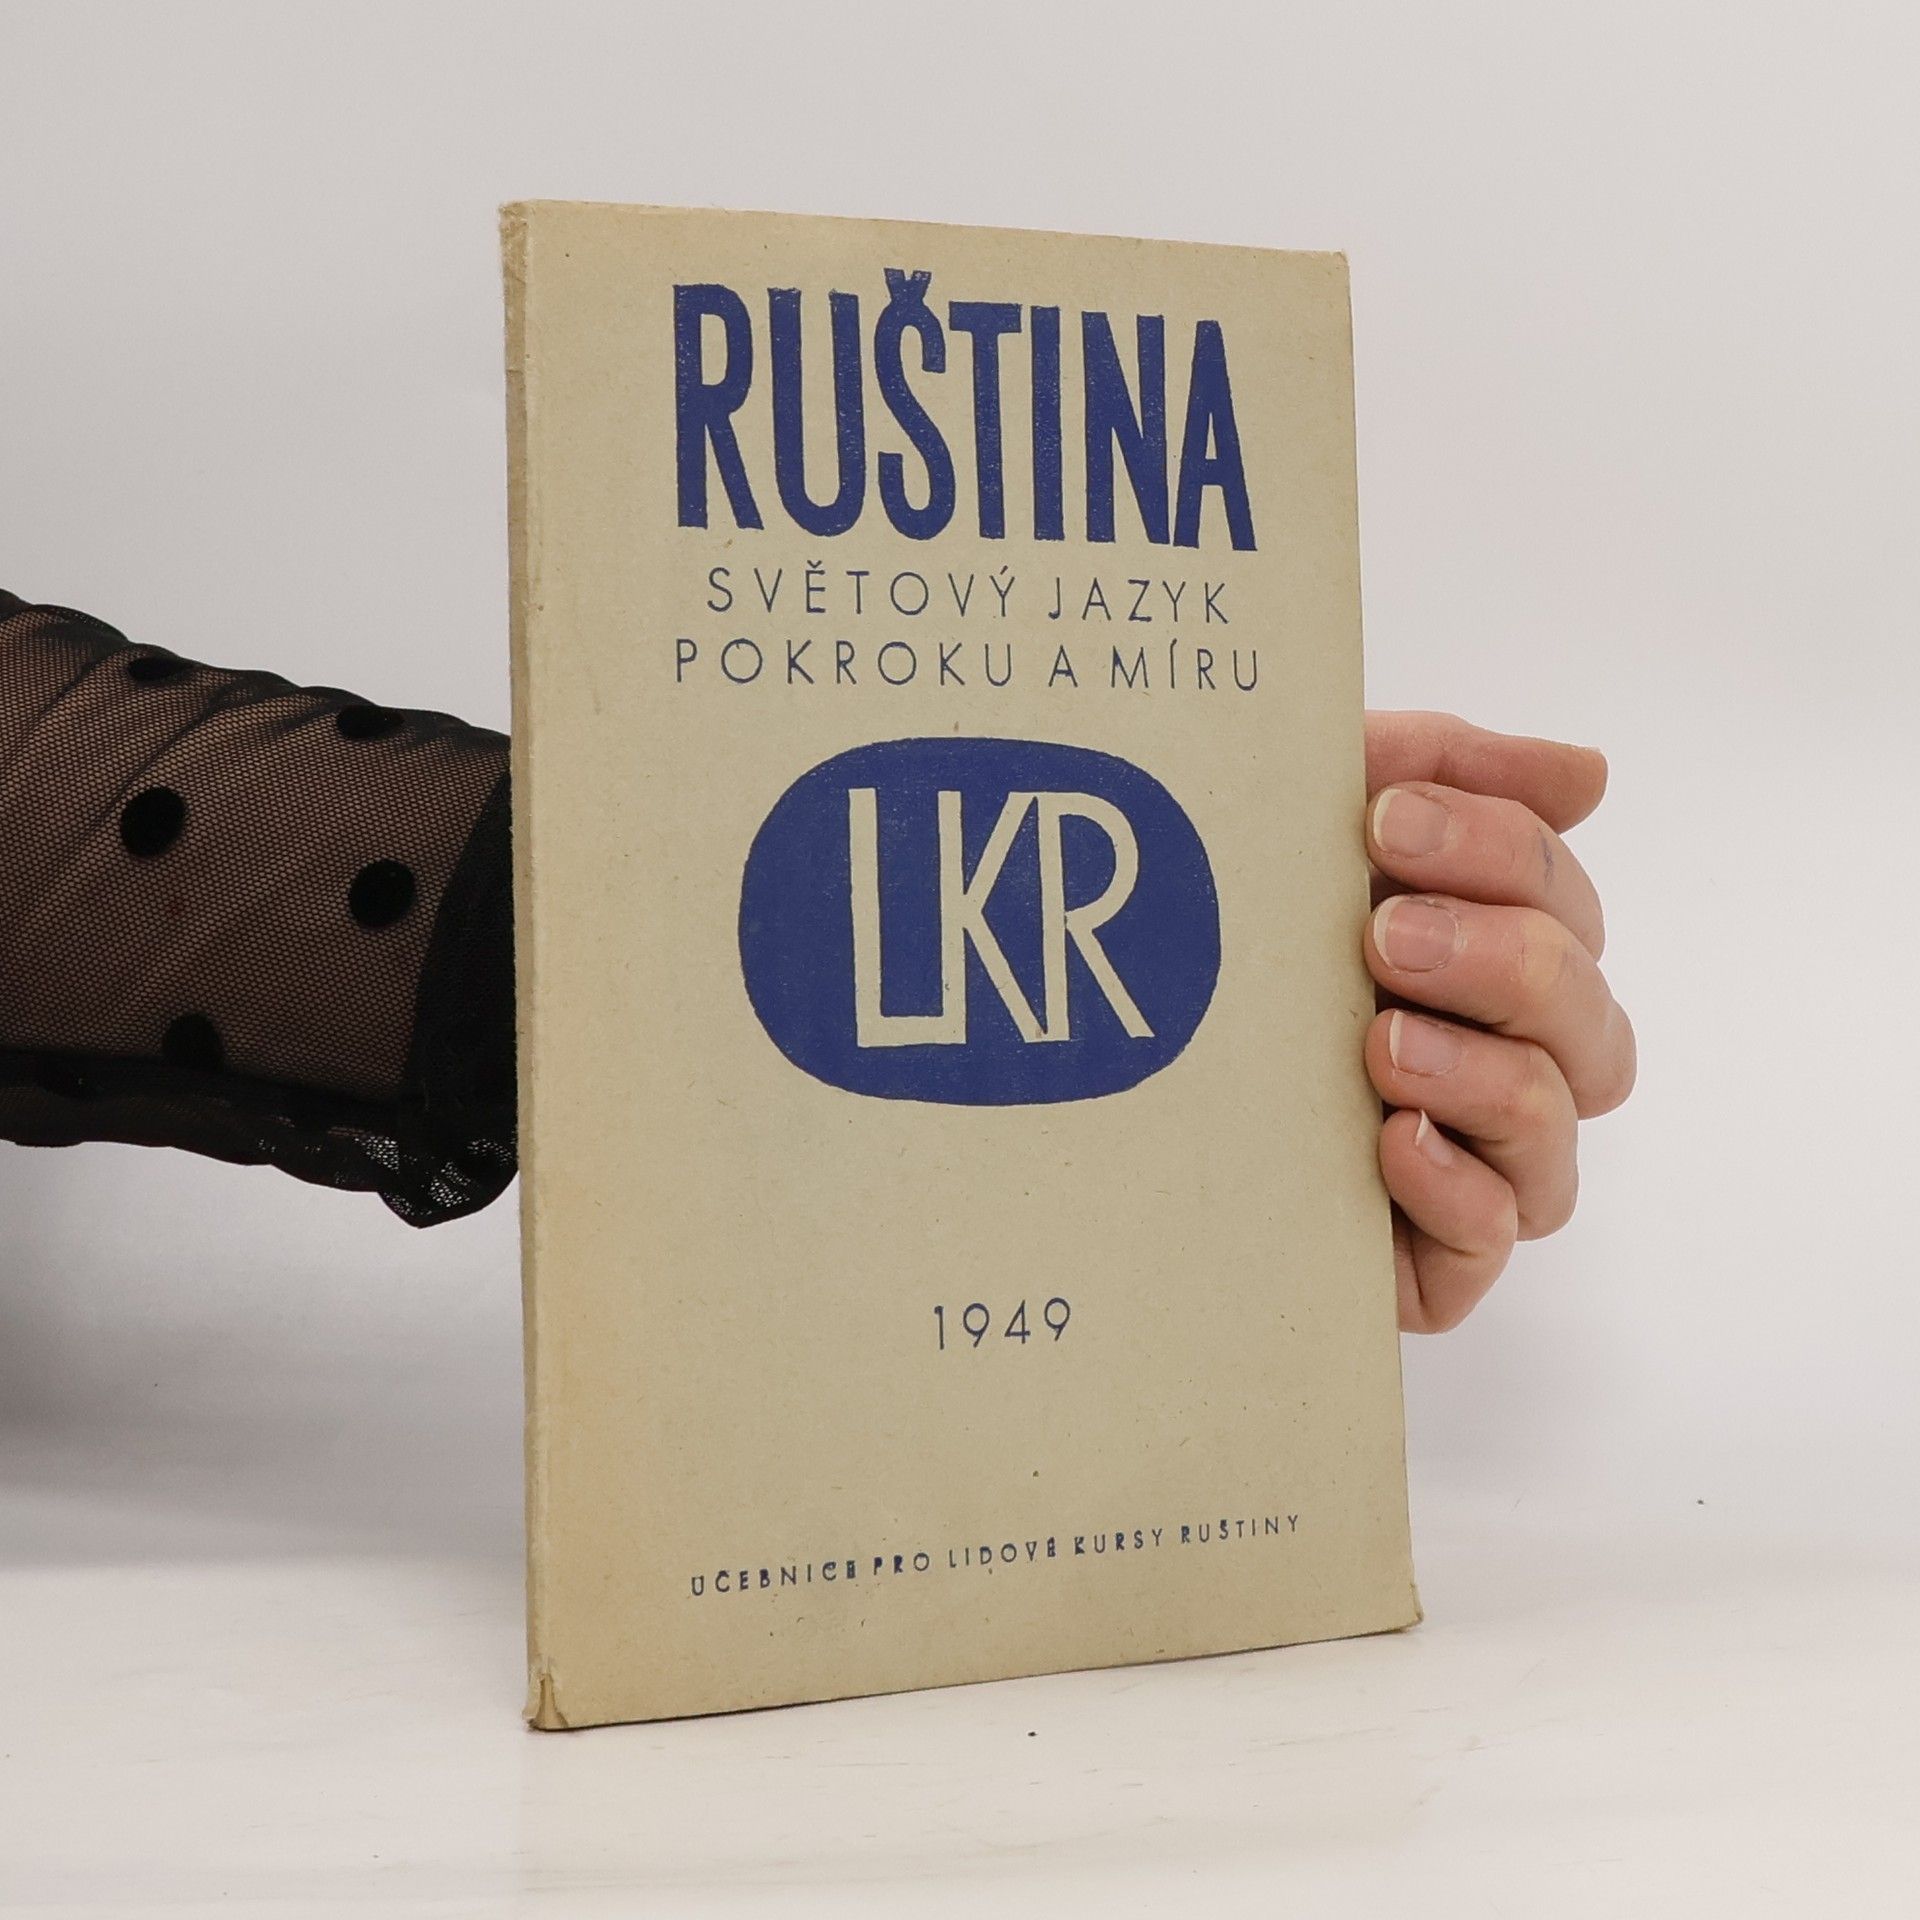 RUŠTINA
SVĚTOVÝ JAZYK
POKROKU A MÍRU
LKR
1949
UČEBNICE PRO LIDOVÉ KURSY RUŠTINY